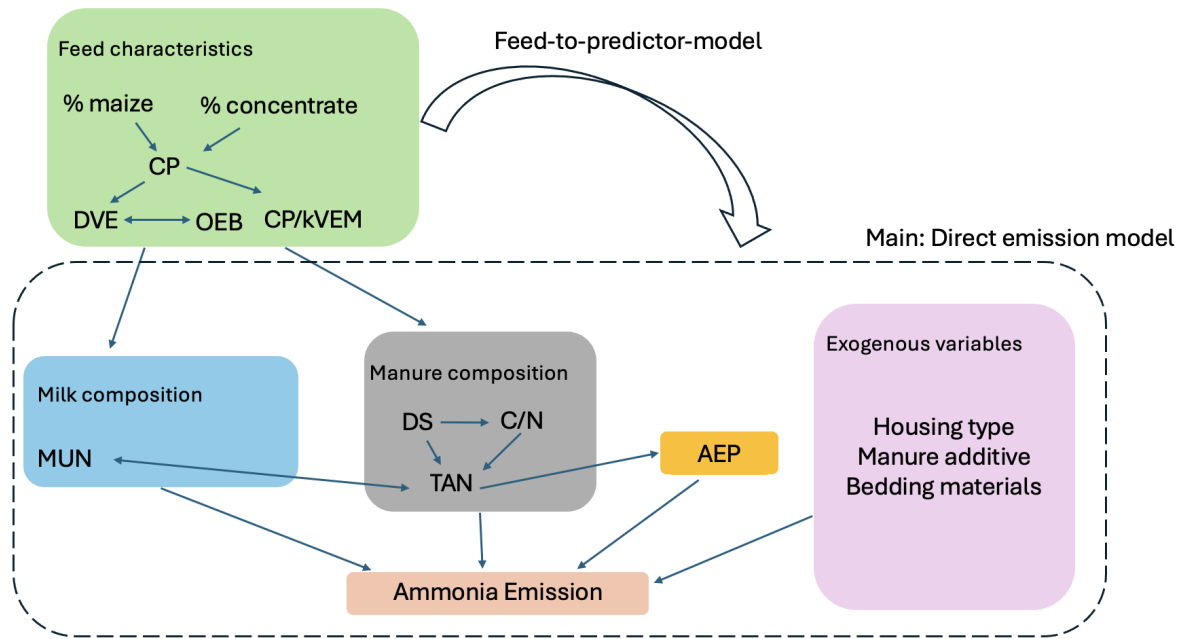 Feed characteristics
% maize
% concentrate
CP
DVE
OEB
CP/kVEM
Feed-to-predictor-model
Main: Direct emission model
Milk composition
MUN
Manure composition
DS
C/N
TAN
AEP
Exogenous variables
Housing type
Manure additive
Bedding materials
Ammonia Emission